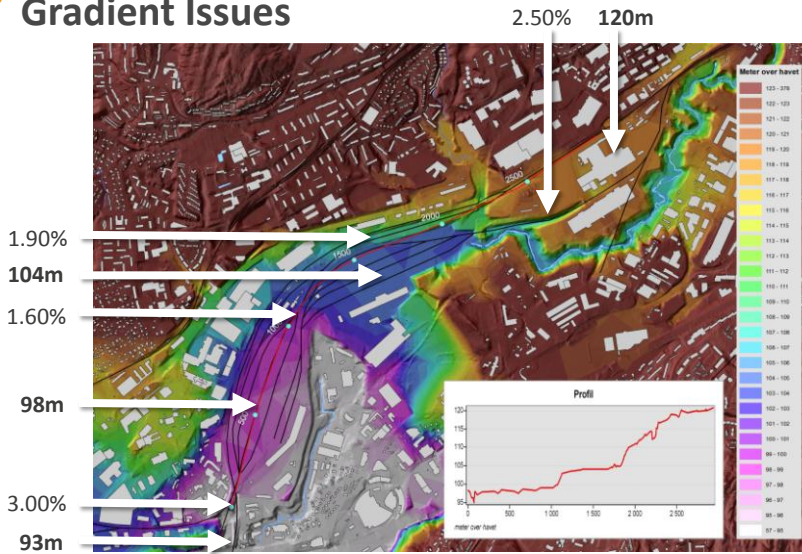 Gradient Issues
2.50% 120m
Meter over havet
123 - 378
122 - 123
121 - 122
120 - 121
119 - 120
118 - 119
117 - 118
116 - 117
115 - 116
114 - 115
113 - 114
112 - 113
111 - 112
110 - 111
109 - 110
108 - 109
107 - 108
106 - 107
105 - 106
104 - 105
103 - 104
102 - 103
101 - 102
100 - 101
99 - 100
98 - 99
97 - 98
96 - 97
95 - 96
2500
2000
1.90%
1500
104m
1.60%
98m
500
3.00%
93m
Profil
120
115
110
105
100
95
0
500
1 000
1 500
2 000
2 500
meter over havet